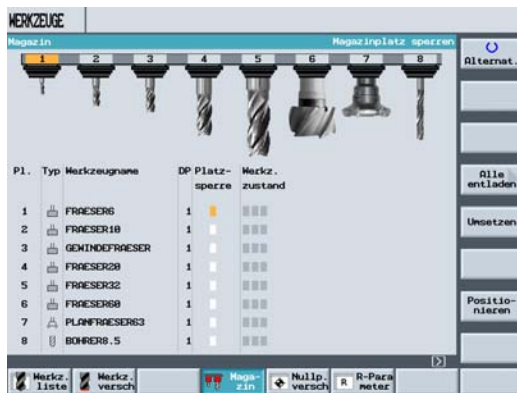 WERKZEUGE
Magazin Magazinplatz sperren
1 2 3 4 5 6 7 8
Alternat.
Pl. Typ Werkzeugname DP Platz- Werkz.
sperre zustand
Alle
entladen
1 FRAESER6 1
2 FRAESER10 1
Umsetzen
3 GEWINDEFRAESER 1
4 FRAESER20 1
5 FRAESER32 1
6 FRAESER60 1
Positio-
nieren
7 PLANFRAESER63 1
8 BOHRER8.5 1
Werkz. Werkz. Maga- Nullp. R R-Para
liste versch zin versch meter